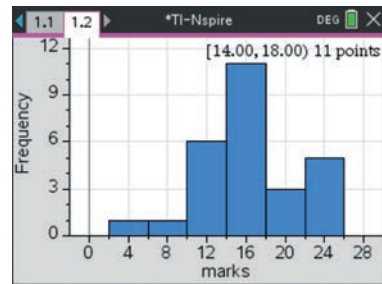 1.1 1.2 *TI-Nspire DEG
[14.00, 18.00) 11 points
12
9
6
3
0
Frequency
0 4 8 12 16 20 24 28
marks